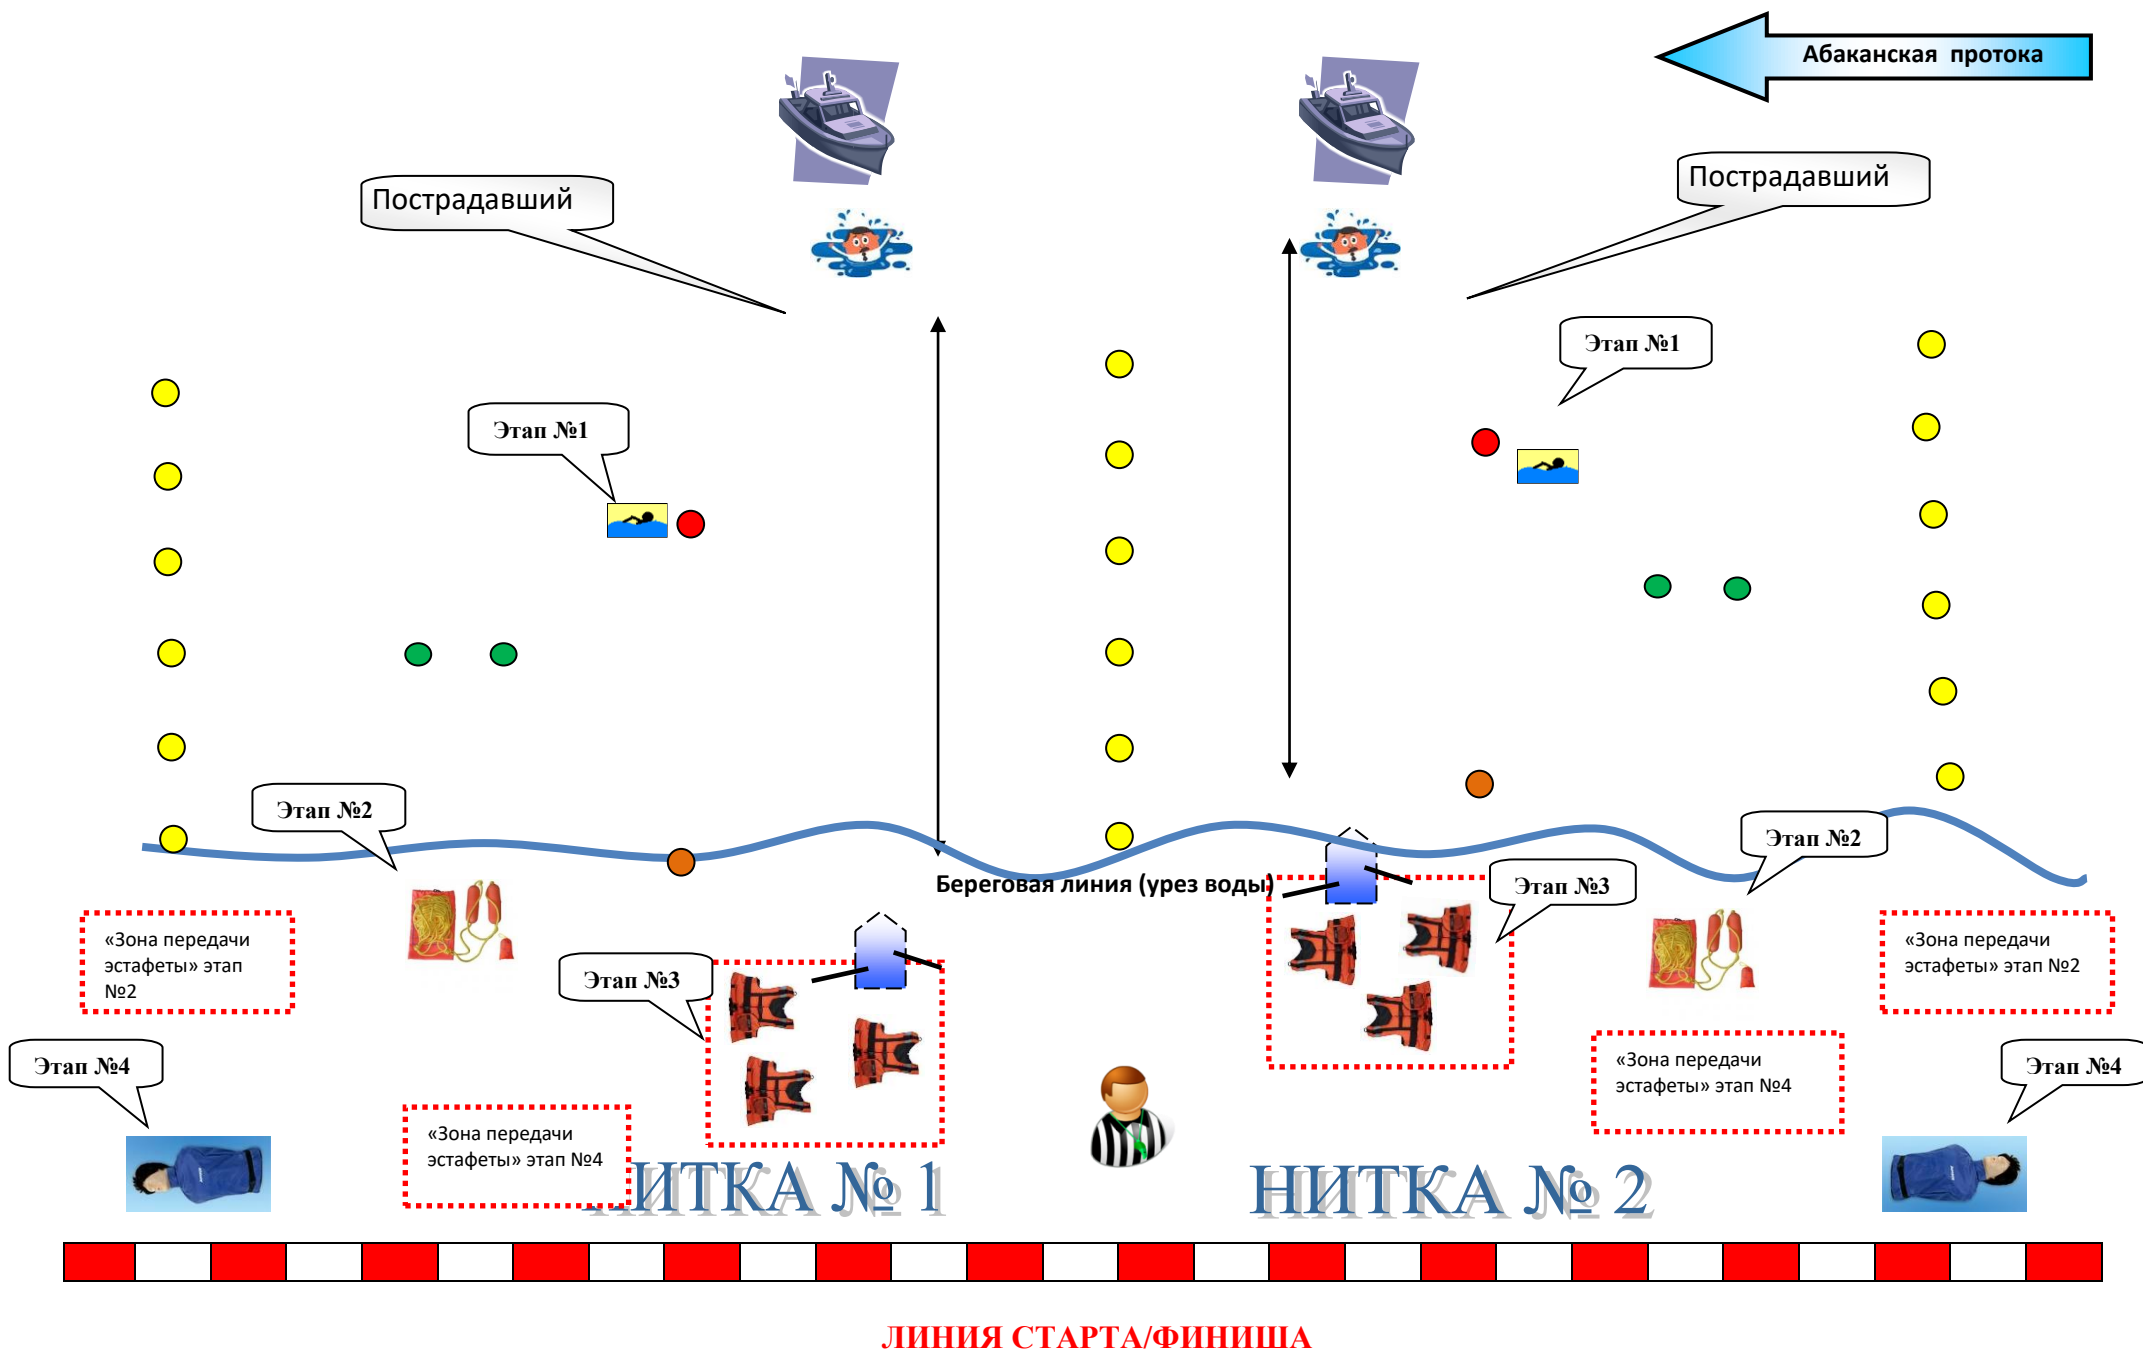 Абаканская протока
Пострадавший
Пострадавший
Этап №1
Этап №1
Этап №2
Этап №2
Береговая линия (урез воды)
Этап №3
Этап №3
«Зона передачи
эстафеты» этап
№2
«Зона передачи
эстафеты» этап №2
Этап №4
«Зона передачи
эстафеты» этап №4
Этап №4
«Зона передачи
эстафеты» этап №4
НИТКА № 1
НИТКА № 2
ЛИНИЯ СТАРТА/ФИНИША